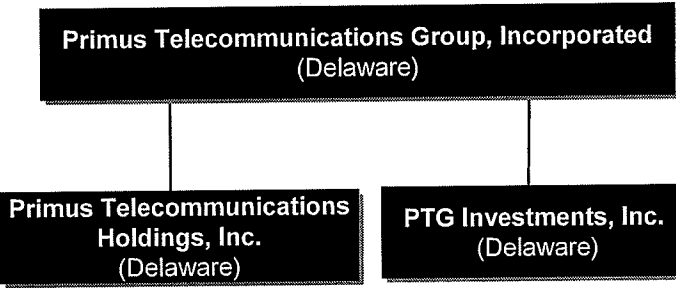 Primus Telecommunications Group, Incorporated
(Delaware)
Primus Telecommunications
Holdings, Inc.
(Delaware)
PTG Investments, Inc.
(Delaware)